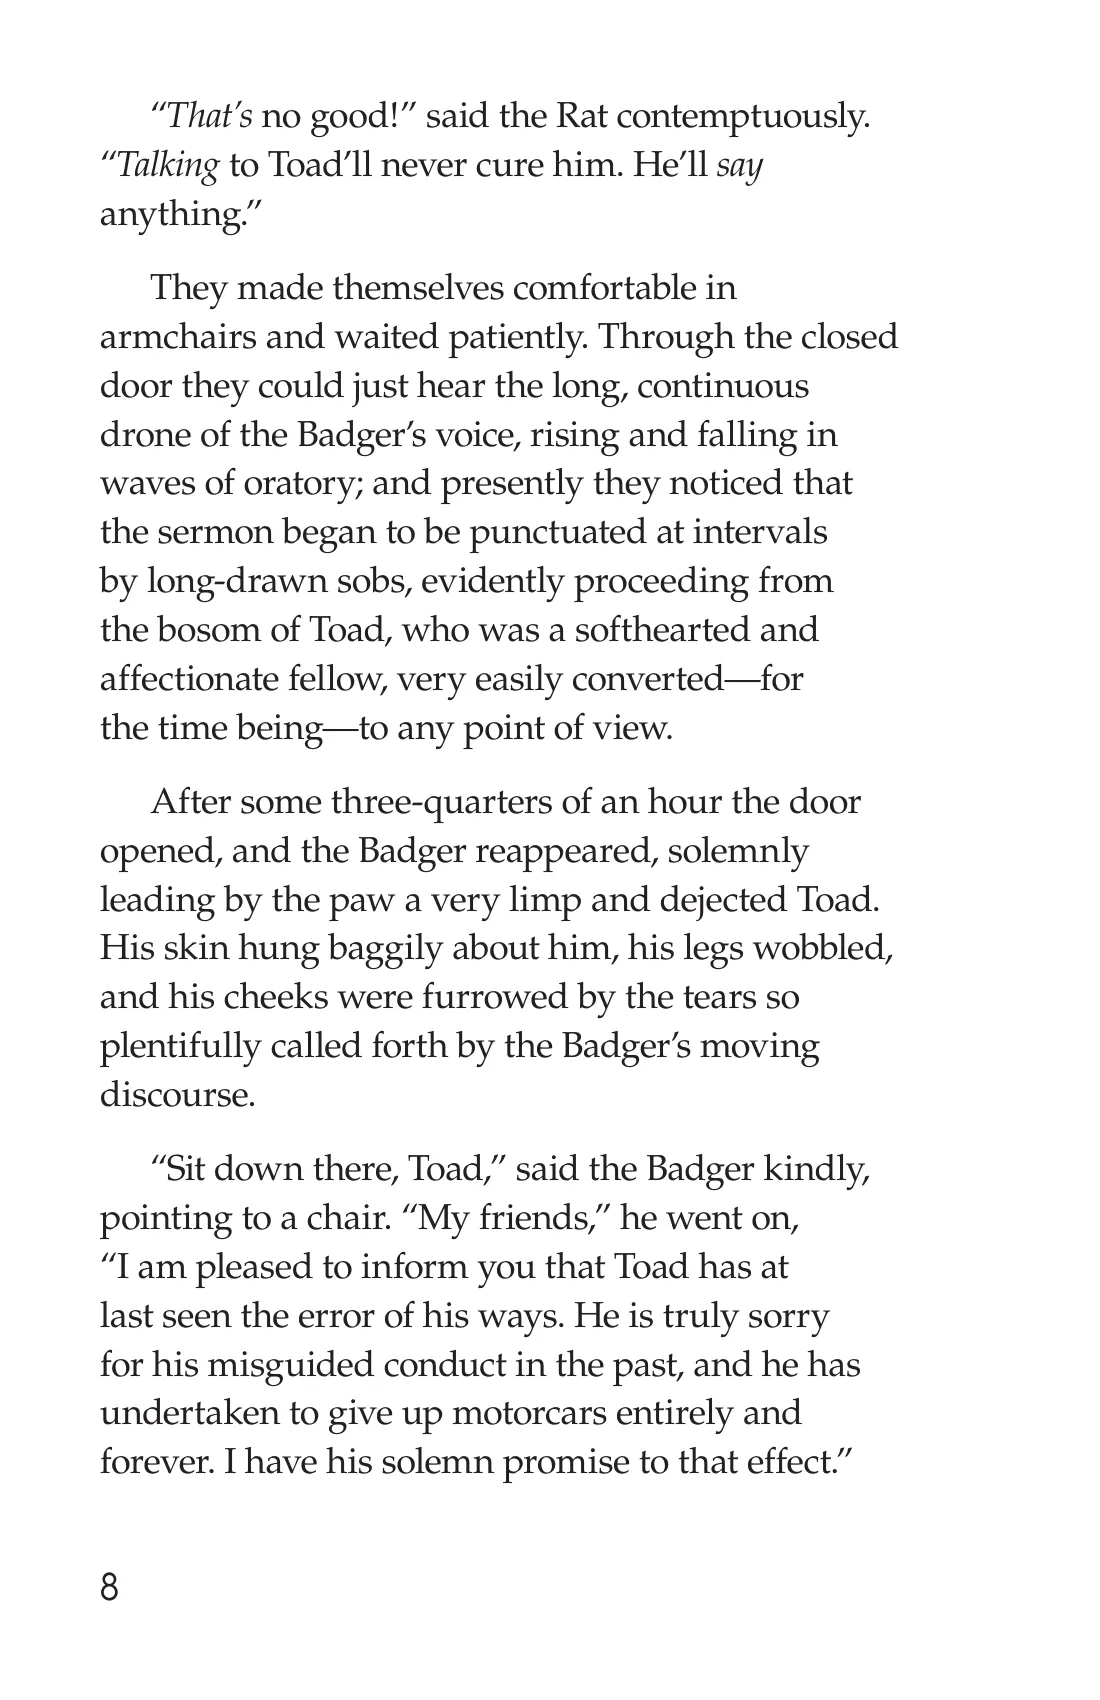 “That’s no good!” said the Rat contemptuously.
“Talking to Toad’ll never cure him. He’ll say
anything.”
They made themselves comfortable in
armchairs and waited patiently. Through the closed
door they could just hear the long, continuous
drone of the Badger’s voice, rising and falling in
waves of oratory; and presently they noticed that
the sermon began to be punctuated at intervals
by long-drawn sobs, evidently proceeding from
the bosom of Toad, who was a softhearted and
affectionate fellow, very easily converted—for
the time being—to any point of view.
After some three-quarters of an hour the door
opened, and the Badger reappeared, solemnly
leading by the paw a very limp and dejected Toad.
His skin hung baggily about him, his legs wobbled,
and his cheeks were furrowed by the tears so
plentifully called forth by the Badger’s moving
discourse.
“Sit down there, Toad,” said the Badger kindly,
pointing to a chair. “My friends,” he went on,
“I am pleased to inform you that Toad has at
last seen the error of his ways. He is truly sorry
for his misguided conduct in the past, and he has
undertaken to give up motorcars entirely and
forever. I have his solemn promise to that effect.”
8